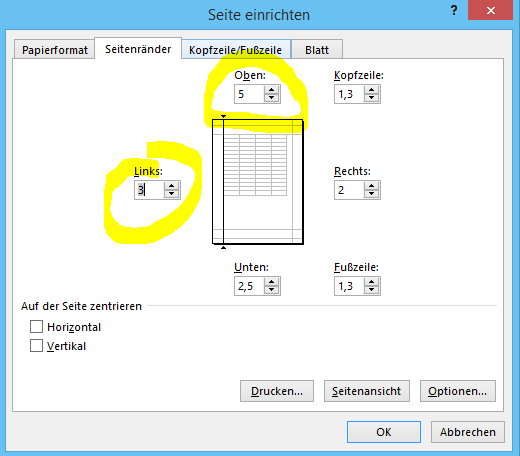 Seite einrichten
?
Papierformat Seitenränder Kopfzeile/Fußzeile Blatt
Oben: Kopfzeile:
5 1,3
Links: Rechts:
3 2
Unten: Fußzeile:
2,5 1,3
Auf der Seite zentrieren
Horizontal
Vertikal
Drucken... Seitenansicht Optionen...
OK Abbrechen